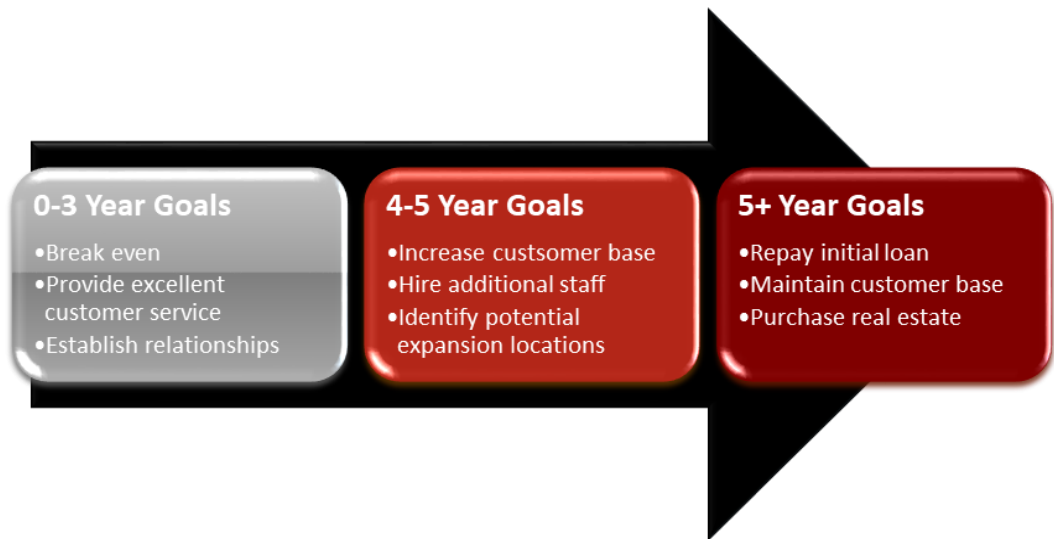 0-3 Year Goals
•Break even
•Provide excellent
customer service
•Establish relationships
4-5 Year Goals
•Increase custsomer base
•Hire additional staff
•Identify potential
expansion locations
5+ Year Goals
•Repay initial loan
•Maintain customer base
•Purchase real estate